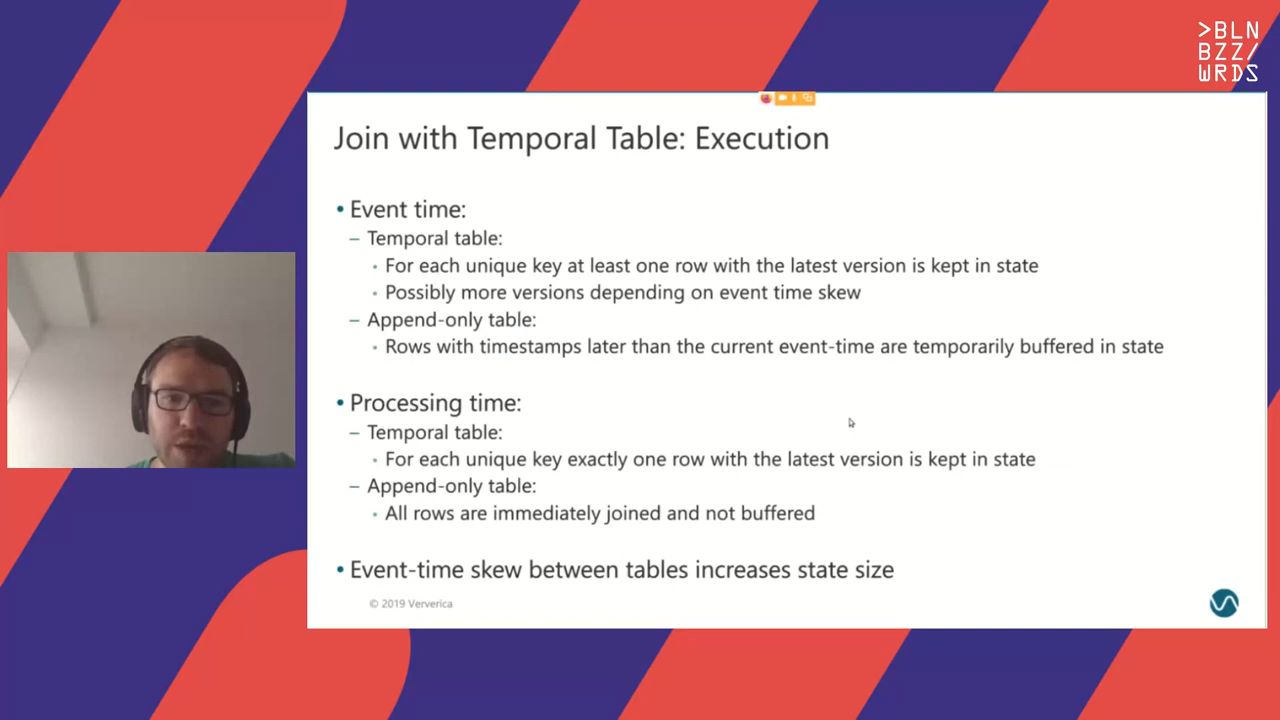 >BLN
BZZ/
WRDS
Join with Temporal Table: Execution
• Event time:
– Temporal table:
• For each unique key at least one row with the latest version is kept in state
• Possibly more versions depending on event time skew
– Append-only table:
• Rows with timestamps later than the current event-time are temporarily buffered in state
• Processing time:
– Temporal table:
• For each unique key exactly one row with the latest version is kept in state
– Append-only table:
• All rows are immediately joined and not buffered
• Event-time skew between tables increases state size
© 2019 Ververica